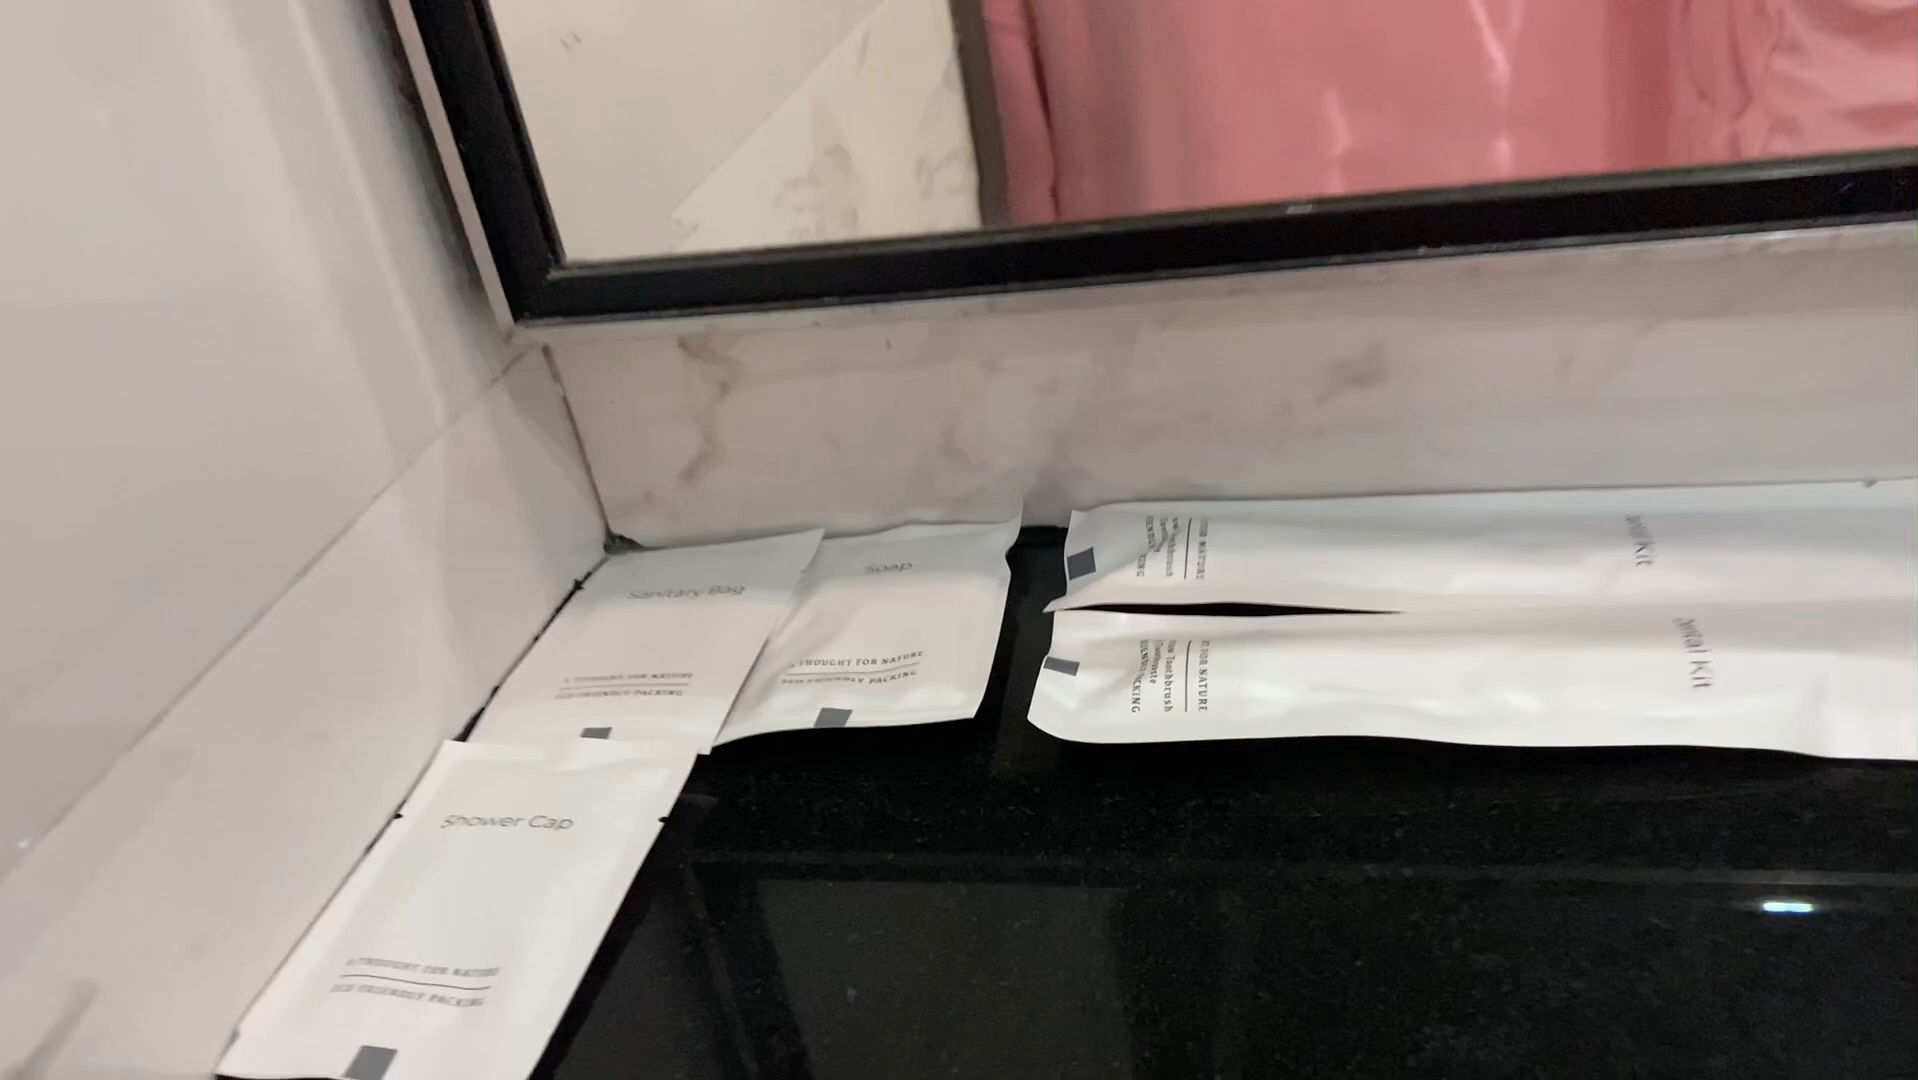 Sanitary Bag
A THOUGHT FOR NATURE
ECO FRIENDLY PACKING
Soap
A THOUGHT FOR NATURE
ECO FRIENDLY PACKING
Shower Cap
A THOUGHT FOR NATURE
ECO FRIENDLY PACKING
Kit
FOR NATURE
Toothbrush
Kit
FOR NATURE
Toothbrush